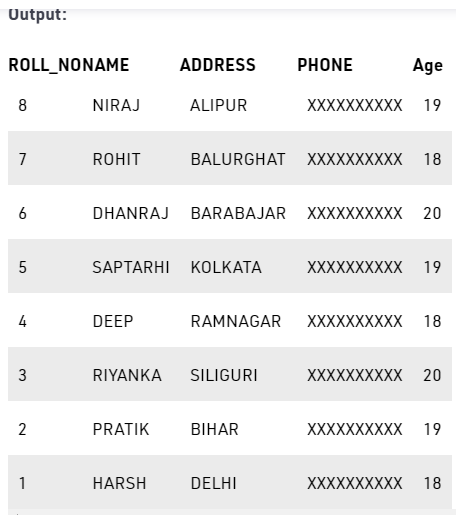 Output:
ROLL_NONAME ADDRESS PHONE Age
8 NIRAJ ALIPUR XXXXXXXXXX 19
7 ROHIT BALURGHAT XXXXXXXXXX 18
6 DHANRAJ BARABAJAR XXXXXXXXXX 20
5 SAPTARHI KOLKATA XXXXXXXXXX 19
4 DEEP RAMNAGAR XXXXXXXXXX 18
3 RIYANKA SILIGURI XXXXXXXXXX 20
2 PRATIK BIHAR XXXXXXXXXX 19
1 HARSH DELHI XXXXXXXXXX 18